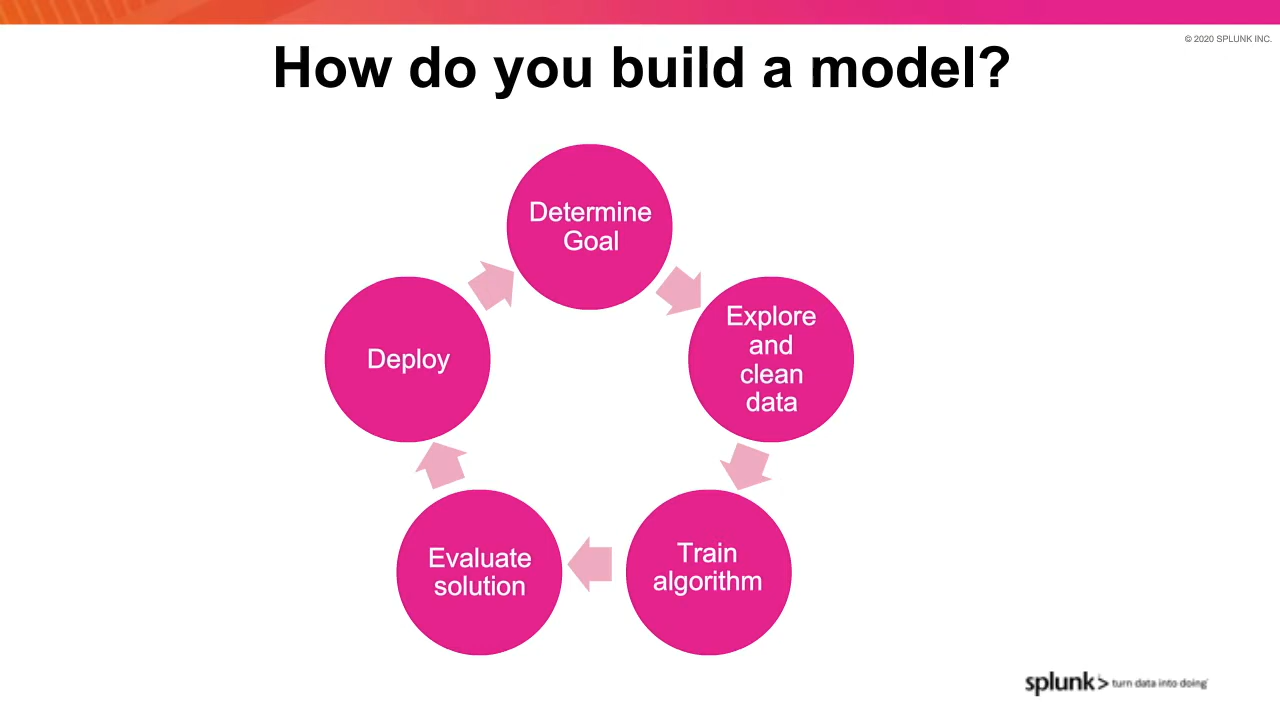 © 2020 SPLUNK INC.
How do you build a model?
Determine
Goal
Explore
and
clean
data
Train
algorithm
Evaluate
solution
Deploy
splunk> turn data into doing